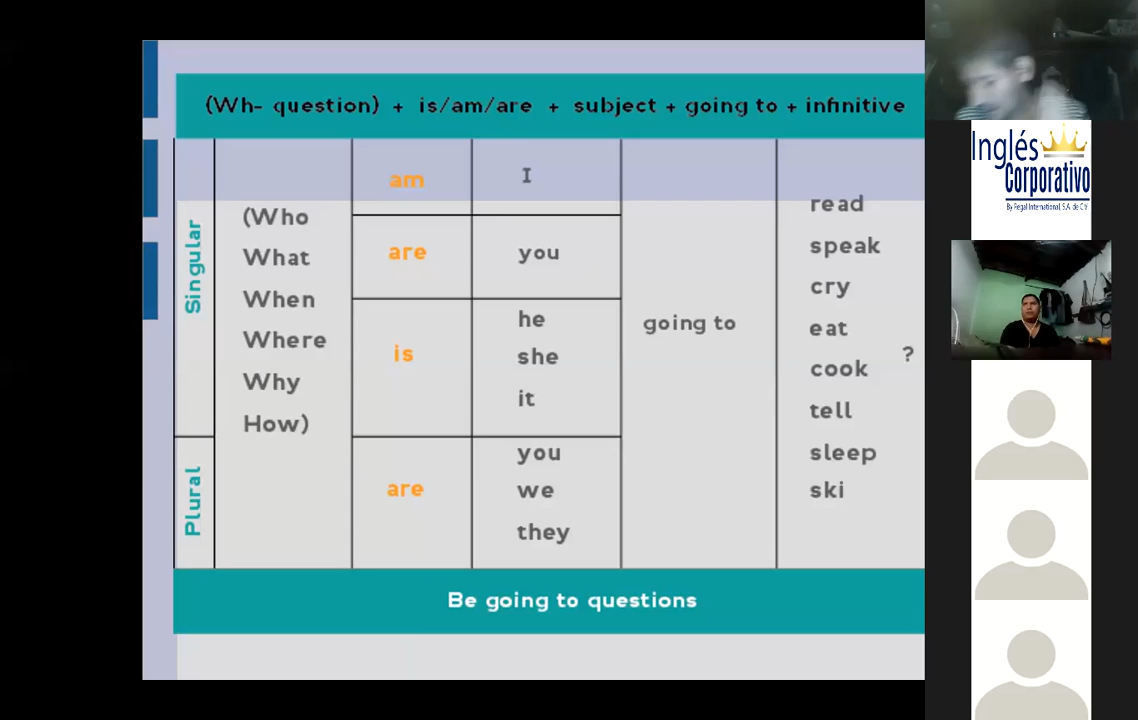 (Wh- question) + is/am/are + subject + going to + infinitive
Singular
Plural
(Who
What
When
Where
Why
How)
am
are
is
are
I
you
he
she
it
you
we
they
going to
read
speak
cry
eat
cook
tell
sleep
ski
?
Be going to questions
Inglés
Corporativo
By Regal International, S.A. de C.V.